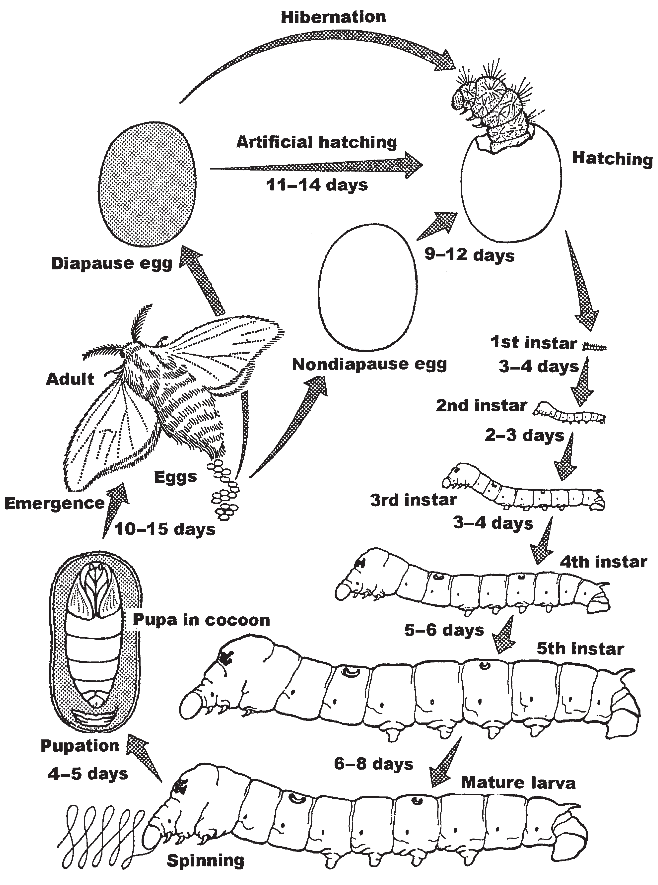 Hibernation
Artificial hatching
11–14 days
Hatching
Diapause egg
9–12 days
Nondiapause egg
1st instar
3–4 days
Adult
2nd instar
2–3 days
Eggs
3rd instar
3–4 days
Emergence
10–15 days
4th instar
Pupa in cocoon
5–6 days
5th instar
Pupation
4–5 days
6–8 days
Mature larva
Spinning